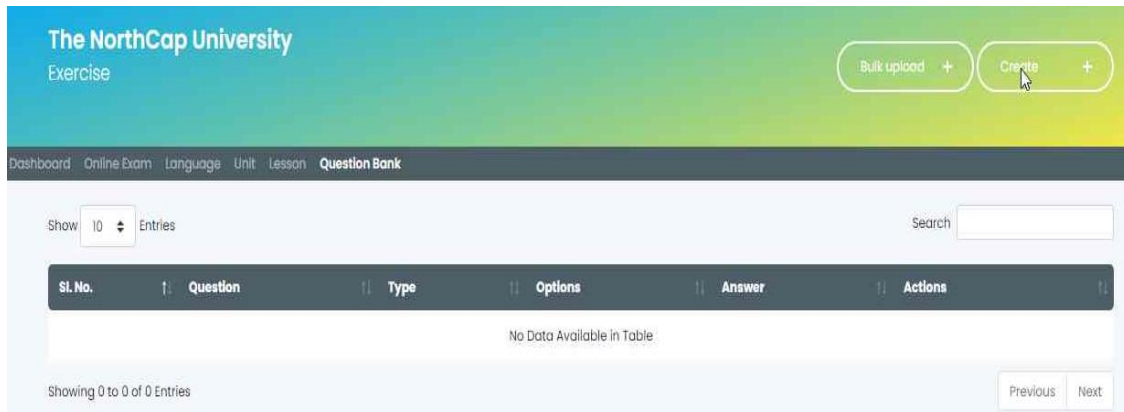 The NorthCap University
Exercise
Bulk upload +
Create +
Dashboard Online Exam Language Unit Lesson Question Bank
Show 10 Entries
Search
Sl. No. Question Type Options Answer Actions
No Data Available in Table
Showing 0 to 0 of 0 Entries
Previous Next